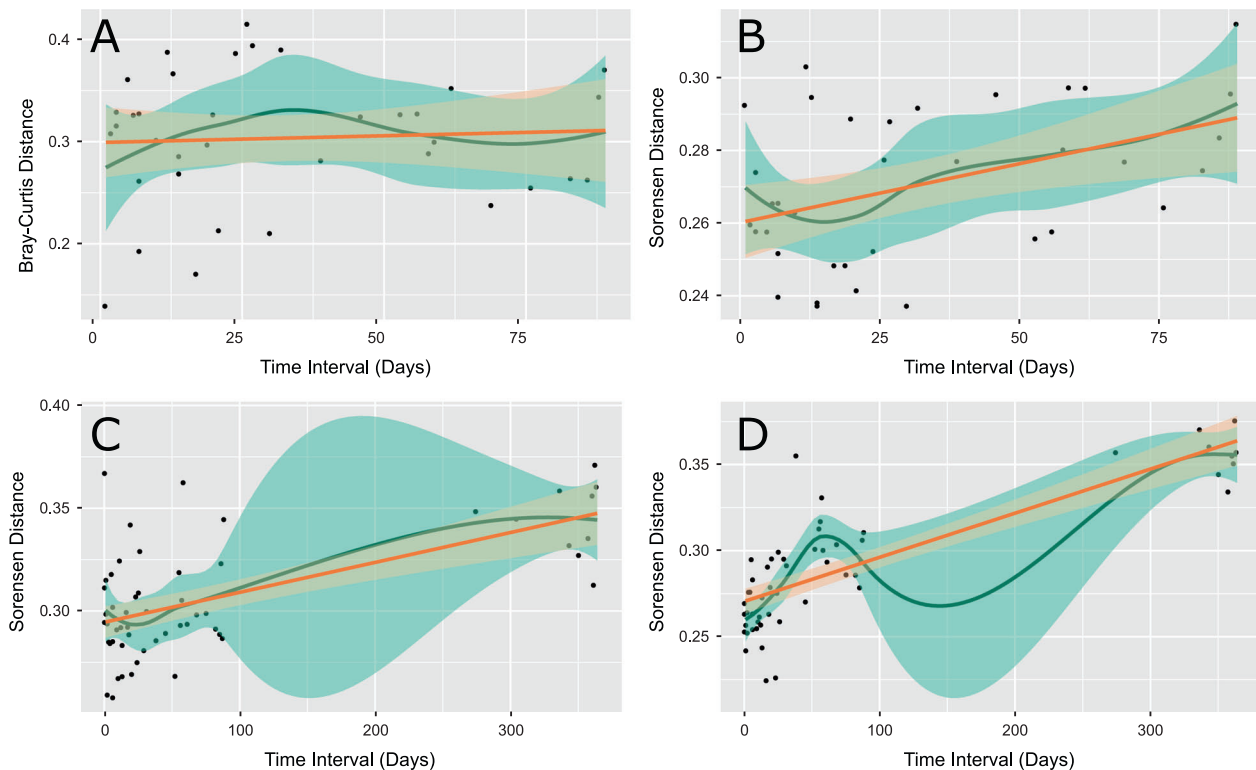 A
Bray-Curtis Distance
0.4
0.3
0.2
0
25
50
75
Time Interval (Days)
B
Sorensen Distance
0.30
0.28
0.26
0.24
0
25
50
75
Time Interval (Days)
C
Sorensen Distance
0.40
0.35
0.30
0
100
200
300
Time Interval (Days)
D
Sorensen Distance
0.35
0.30
0.25
0
100
200
300
Time Interval (Days)